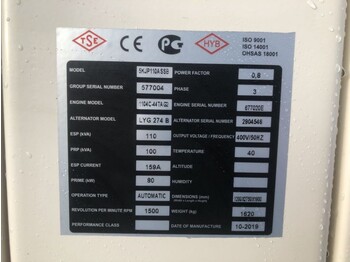 TSE
HYB
ISO 9001
ISO 14001
OHSAS 18001
MODEL POWER FACTOR 0,8
GROUP SERIAL NUMBER 577004 PHASE 3
ENGINE MODEL ENGINE SERIAL NUMBER
ALTERNATOR MODEL LYG 274 B ALTERNATOR SERIAL NUMBER
ESP (kVA) 110 OUTPUT VOLTAGE / FREQUENCY 400V/50HZ
PRP (kVA) 100 TEMPERATURE 40
ESP CURRENT 159A ALTITUDE
PRIME (kW) 80 HUMIDITY
OPERATION TYPE AUTOMATIC DIMENSIONS (mm)
REVOLUTION PER MINUTE RPM 1500 WEIGHT (kg) 1520
PERFORMANCE CLASS DATE OF MANUFACTURE 10-2019